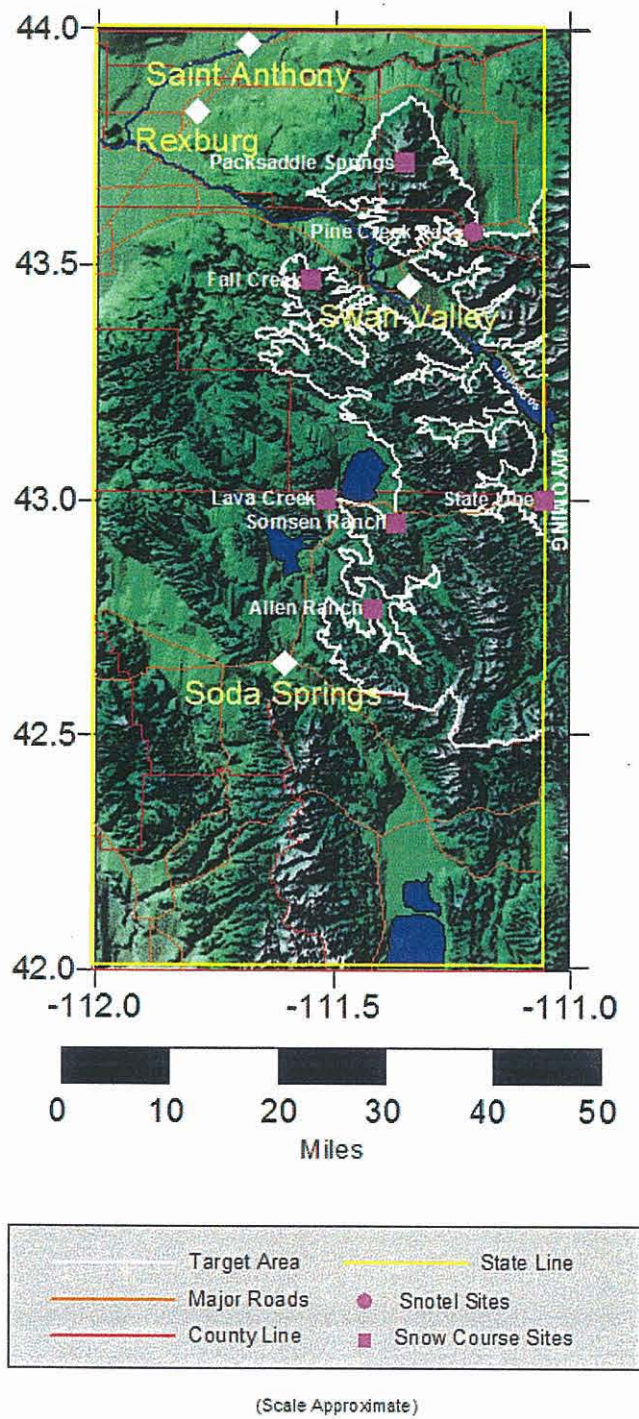 44.0
Saint Anthony
Rexburg
Packsaddle Springs
Pine Creek Pass
43.5
Fall Creek
Swan Valley
Palisades
43.0
Lava Creek
State Line
Somsen Ranch
WYOMING
Allen Ranch
Soda Springs
42.5
42.0
-112.0 -111.5 -111.0
0 10 20 30 40 50
Miles
Target Area State Line
Major Roads Snotel Sites
County Line Snow Course Sites
(Scale Approximate)